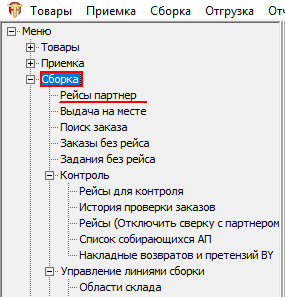 Товары Приемка Сборка Отгрузка
Меню
Товары
Приемка
Сборка
Рейсы партнер
Выдача на месте
Поиск заказа
Заказы без рейса
Задания без рейса
Контроль
Рейсы для контроля
История проверки заказов
Рейсы (Отключить сверку с партнером
Список собирающихся АП
Накладные возвратов и претензий BY
Управление линиями сборки
Области склада